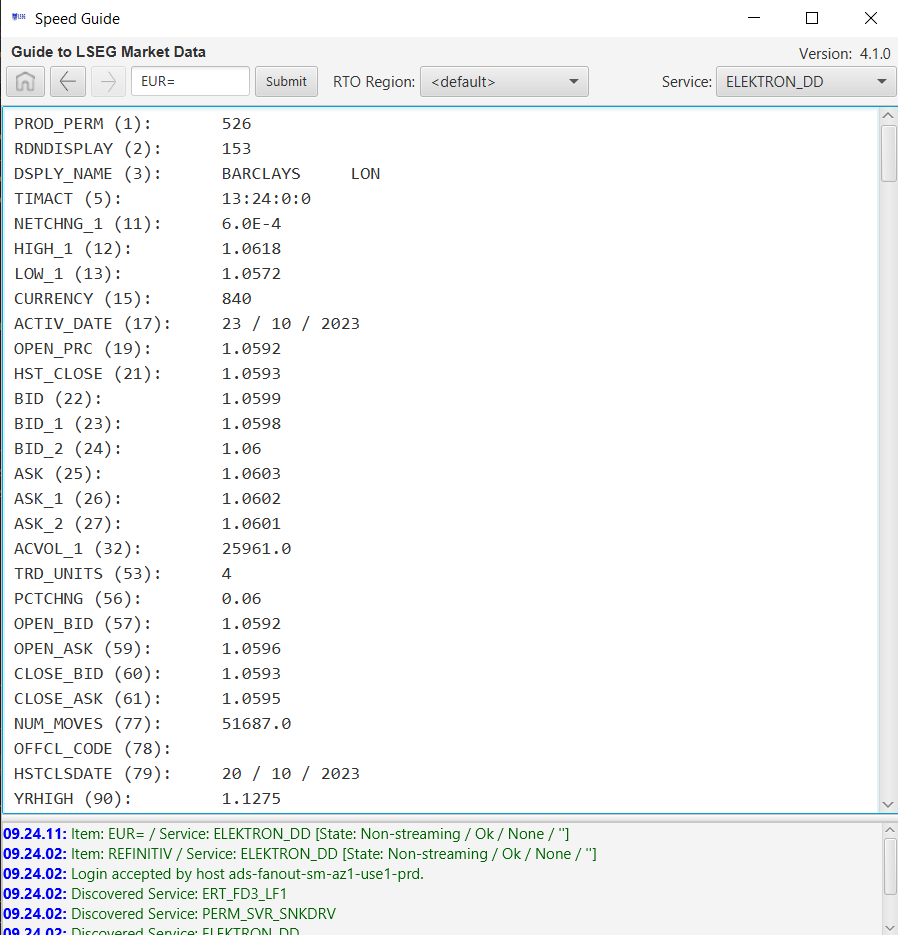 Speed Guide
Guide to LSEG Market Data
Version: 4.1.0
EUR= Submit RTO Region: <default> Service: ELEKTRON_DD
PROD_PERM (1): 526
RDNDISPLAY (2): 153
DSPLY_NAME (3): BARCLAYS LON
TIMACT (5): 13:24:0:0
NETCHNG_1 (11): 6.0E-4
HIGH_1 (12): 1.0618
LOW_1 (13): 1.0572
CURRENCY (15): 840
ACTIV_DATE (17): 23 / 10 / 2023
OPEN_PRC (19): 1.0592
HST_CLOSE (21): 1.0593
BID (22): 1.0599
BID_1 (23): 1.0598
BID_2 (24): 1.06
ASK (25): 1.0603
ASK_1 (26): 1.0602
ASK_2 (27): 1.0601
ACVOL_1 (32): 25961.0
TRD_UNITS (53): 4
PCTCHNG (56): 0.06
OPEN_BID (57): 1.0592
OPEN_ASK (59): 1.0596
CLOSE_BID (60): 1.0593
CLOSE_ASK (61): 1.0595
NUM_MOVES (77): 51687.0
OFFCL_CODE (78):
HSTCLSDATE (79): 20 / 10 / 2023
YRHIGH (90): 1.1275
09.24.11: Item: EUR= / Service: ELEKTRON_DD [State: Non-streaming / Ok / None / '']
09.24.02: Item: REFINITIV / Service: ELEKTRON_DD [State: Non-streaming / Ok / None / '']
09.24.02: Login accepted by host ads-fanout-sm-az1-use1-prd.
09.24.02: Discovered Service: ERT_FD3_LF1
09.24.02: Discovered Service: PERM_SVR_SNKDRV
09.24.02: Discovered Service: ELEKTRON_DD